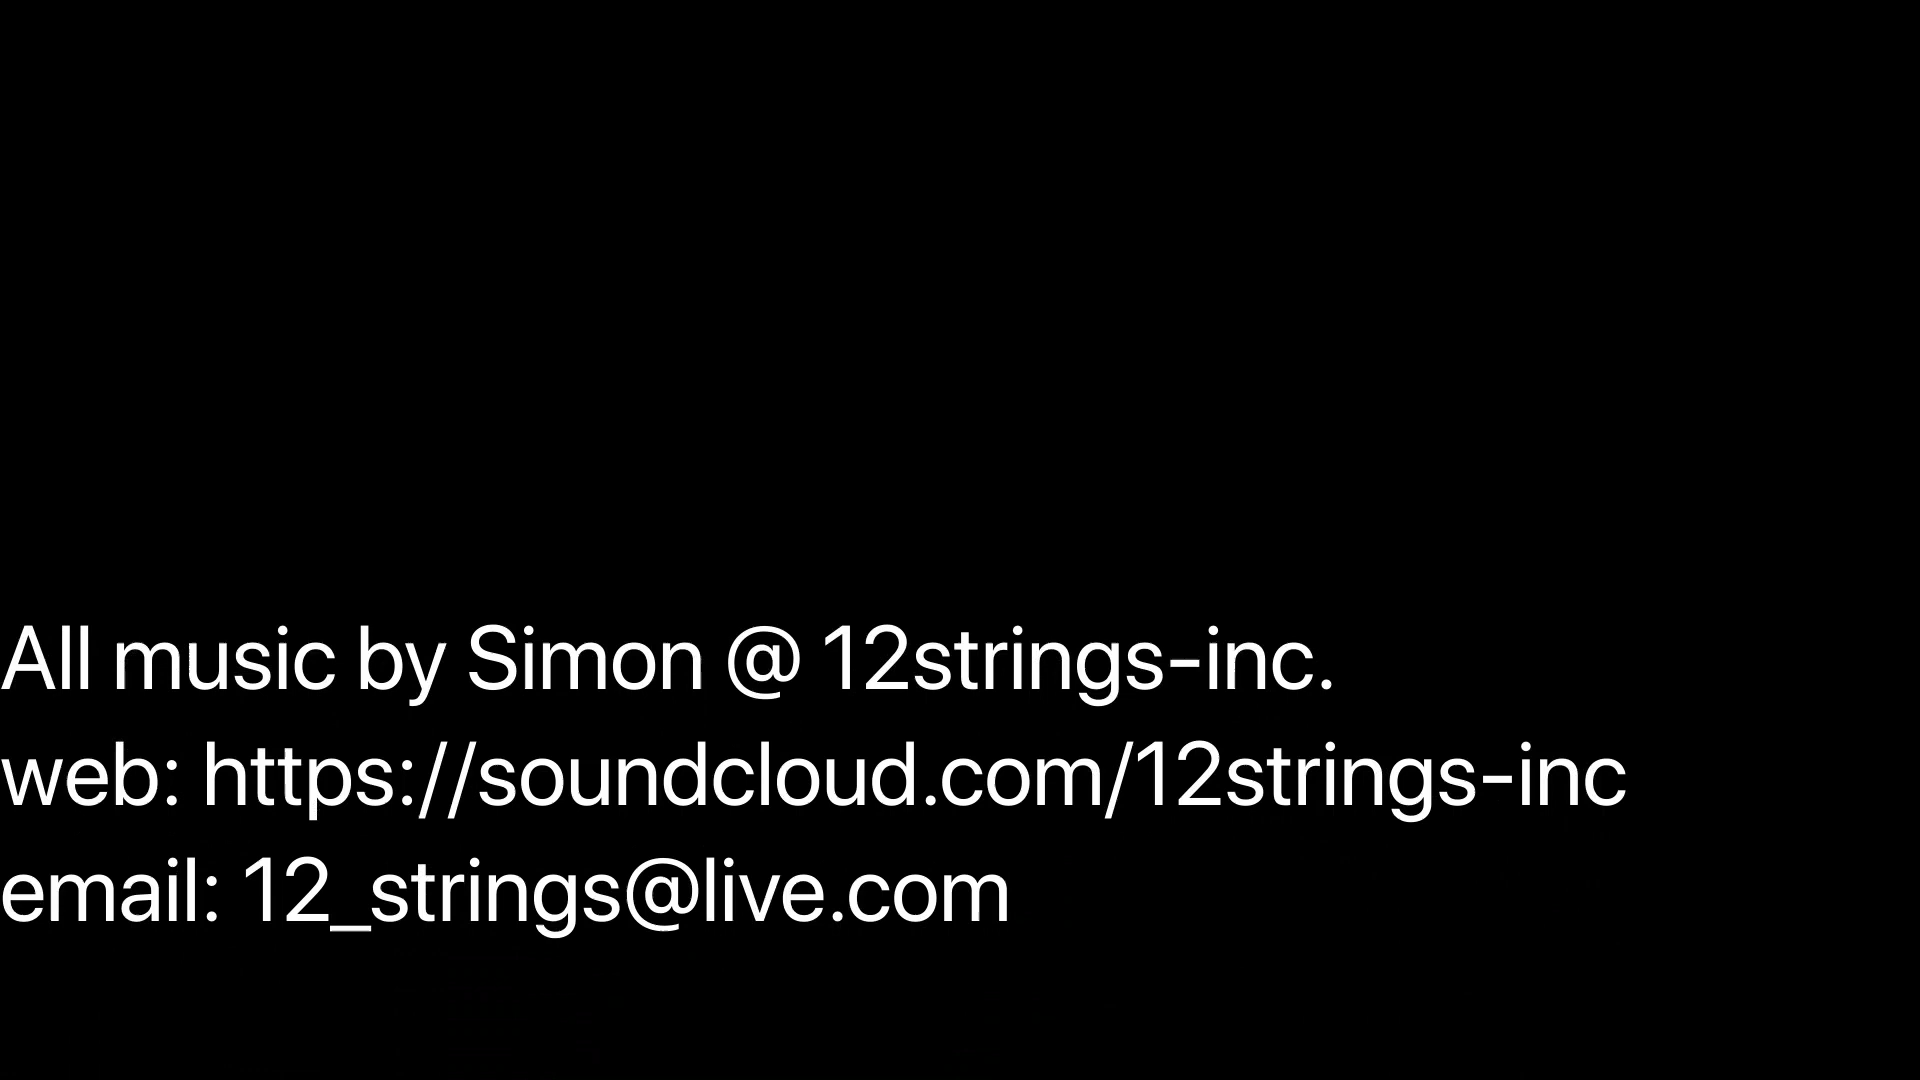 All music by Simon @ 12strings-inc.
web: https://soundcloud.com/12strings-inc
email: 12_strings@live.com